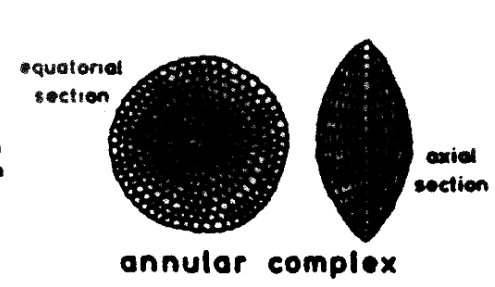 equatorial
section
axial
section
annular complex